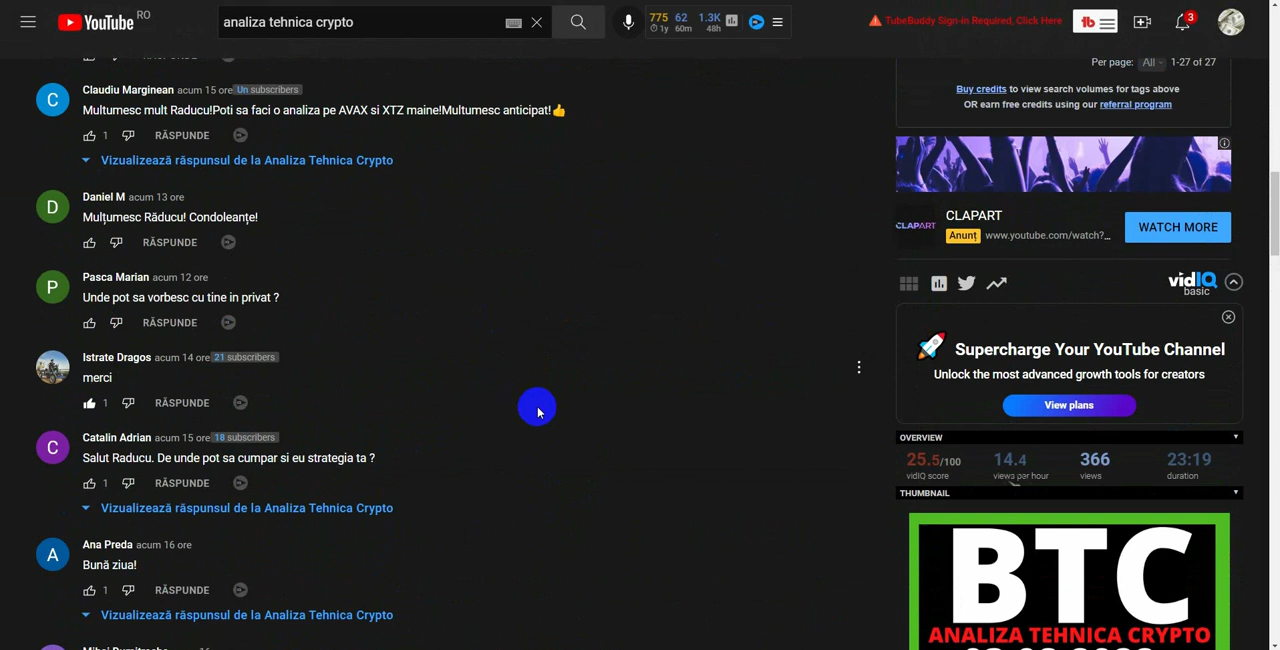 YouTube RO
analiza tehnica crypto
775 62 1.3K
1y 60m 48h
TubeBuddy Sign-in Required, Click Here
tb
3
Per page: All 1-27 of 27
Buy credits to view search volumes for tags above
OR earn free credits using our referral program
C
Claudiu Marginean acum 15 ore Un subscribers
Multumesc mult Raducu!Poti sa faci o analiza pe AVAX si XTZ maine!Multumesc anticipat!👍
1 RĂSPUNDE
Vizualizează răspunsul de la Analiza Tehnica Crypto
D
Daniel M acum 13 ore
Mulțumesc Răducu! Condoleanțe!
RĂSPUNDE
P
Pasca Marian acum 12 ore
Unde pot sa vorbesc cu tine in privat ?
RĂSPUNDE
Istrate Dragos acum 14 ore 21 subscribers
merci
1 RĂSPUNDE
C
Catalin Adrian acum 15 ore 18 subscribers
Salut Raducu. De unde pot sa cumpar si eu strategia ta ?
1 RĂSPUNDE
Vizualizează răspunsul de la Analiza Tehnica Crypto
A
Ana Preda acum 16 ore
Bună ziua!
1 RĂSPUNDE
Vizualizează răspunsul de la Analiza Tehnica Crypto
CLAPART
CLAPART
Anunț www.youtube.com/watch?...
WATCH MORE
vidIQ
basic
Supercharge Your YouTube Channel
Unlock the most advanced growth tools for creators
View plans
OVERVIEW
25.5/100 14.4 366 23:19
vidIQ score views per hour views duration
THUMBNAIL
BTC
ANALIZA TEHNICA CRYPTO